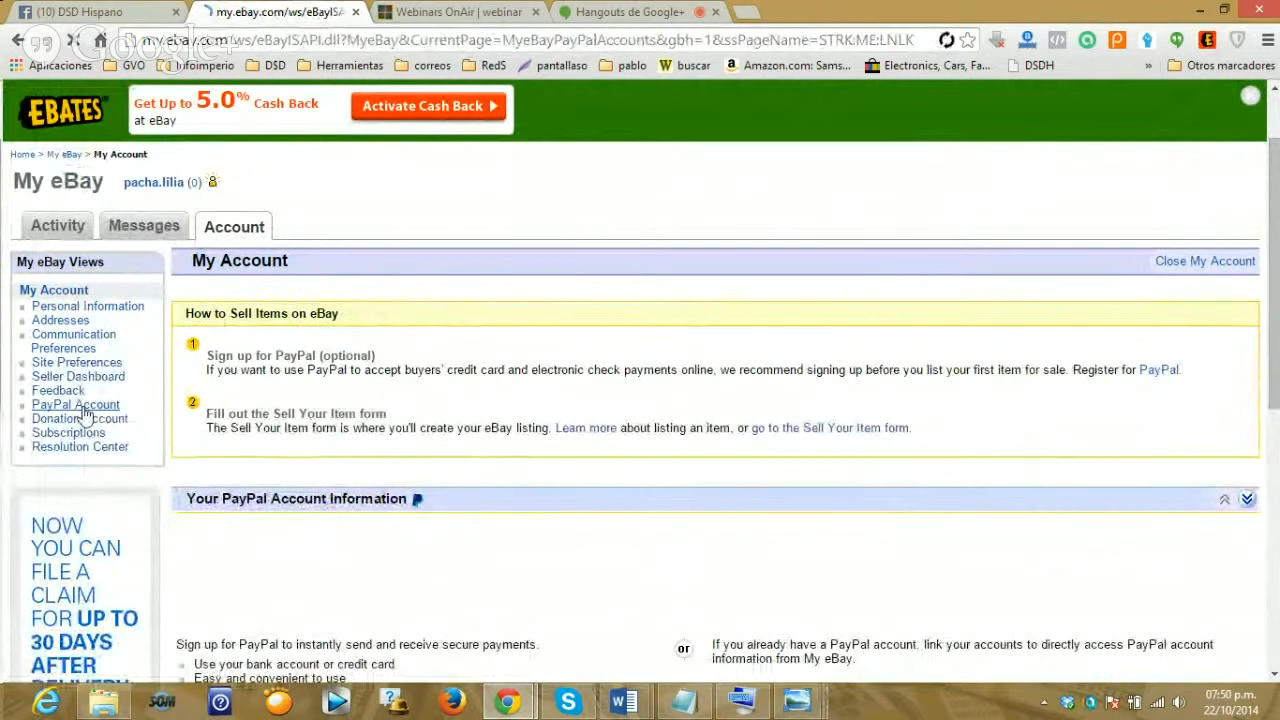 (10) DSD Hispano
my.ebay.com/ws/eBayISA
Webinars OnAir | webinar
Hangouts de Google+
Google+
my.ebay.com/ws/eBayISAPI.dll?MyeBay&CurrentPage=MyeBayPayPalAccounts&gbh=1&ssPageName=STRK:ME:LNLK
Aplicaciones GVO infoimperio DSD Herramientas correos RedS pantallaso pablo buscar Amazon.com: Sams... Electronics, Cars, Fa... DSDH » Otros marcadores
EBATES
Get Up to 5.0% Cash Back
at eBay
Activate Cash Back
Home > My eBay > My Account
My eBay pacha.lilia (0)
Activity Messages Account
My eBay Views
My Account
Personal Information
Addresses
Communication
Preferences
Site Preferences
Seller Dashboard
Feedback
PayPal Account
Donation Account
Subscriptions
Resolution Center
NOW
YOU CAN
FILE A
CLAIM
FOR UP TO
30 DAYS
AFTER
DELIVERY
My Account Close My Account
How to Sell Items on eBay
1 Sign up for PayPal (optional)
If you want to use PayPal to accept buyers' credit card and electronic check payments online, we recommend signing up before you list your first item for sale. Register for PayPal.
2 Fill out the Sell Your Item form
The Sell Your Item form is where you'll create your eBay listing. Learn more about listing an item, or go to the Sell Your Item form.
Your PayPal Account Information
Sign up for PayPal to instantly send and receive secure payments.
Use your bank account or credit card
Easy and convenient to use
or
If you already have a PayPal account, link your accounts to directly access PayPal account
information from My eBay.
SOM
07:50 p.m.
22/10/2014